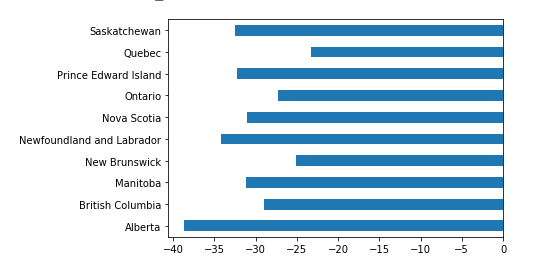 Saskatchewan
Quebec
Prince Edward Island
Ontario
Nova Scotia
Newfoundland and Labrador
New Brunswick
Manitoba
British Columbia
Alberta
−40 −35 −30 −25 −20 −15 −10 −5 0